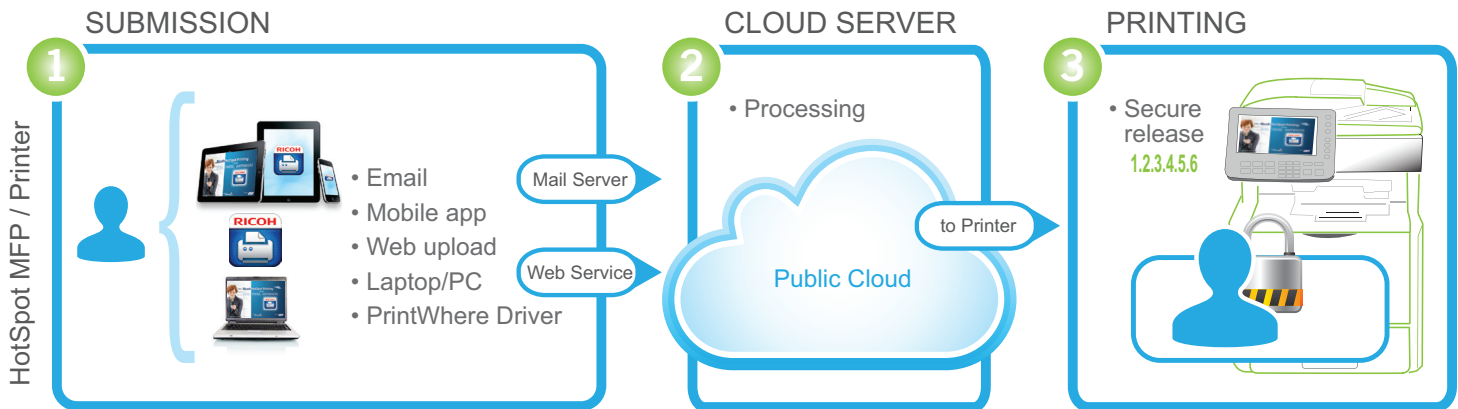 HotSpot MFP / Printer
SUBMISSION
1
RICOH
RICOH
• Email
• Mobile app
• Web upload
• Laptop/PC
• PrintWhere Driver
Mail Server
Web Service
CLOUD SERVER
2
• Processing
Public Cloud
to Printer
PRINTING
3
• Secure
release
1.2.3.4.5.6